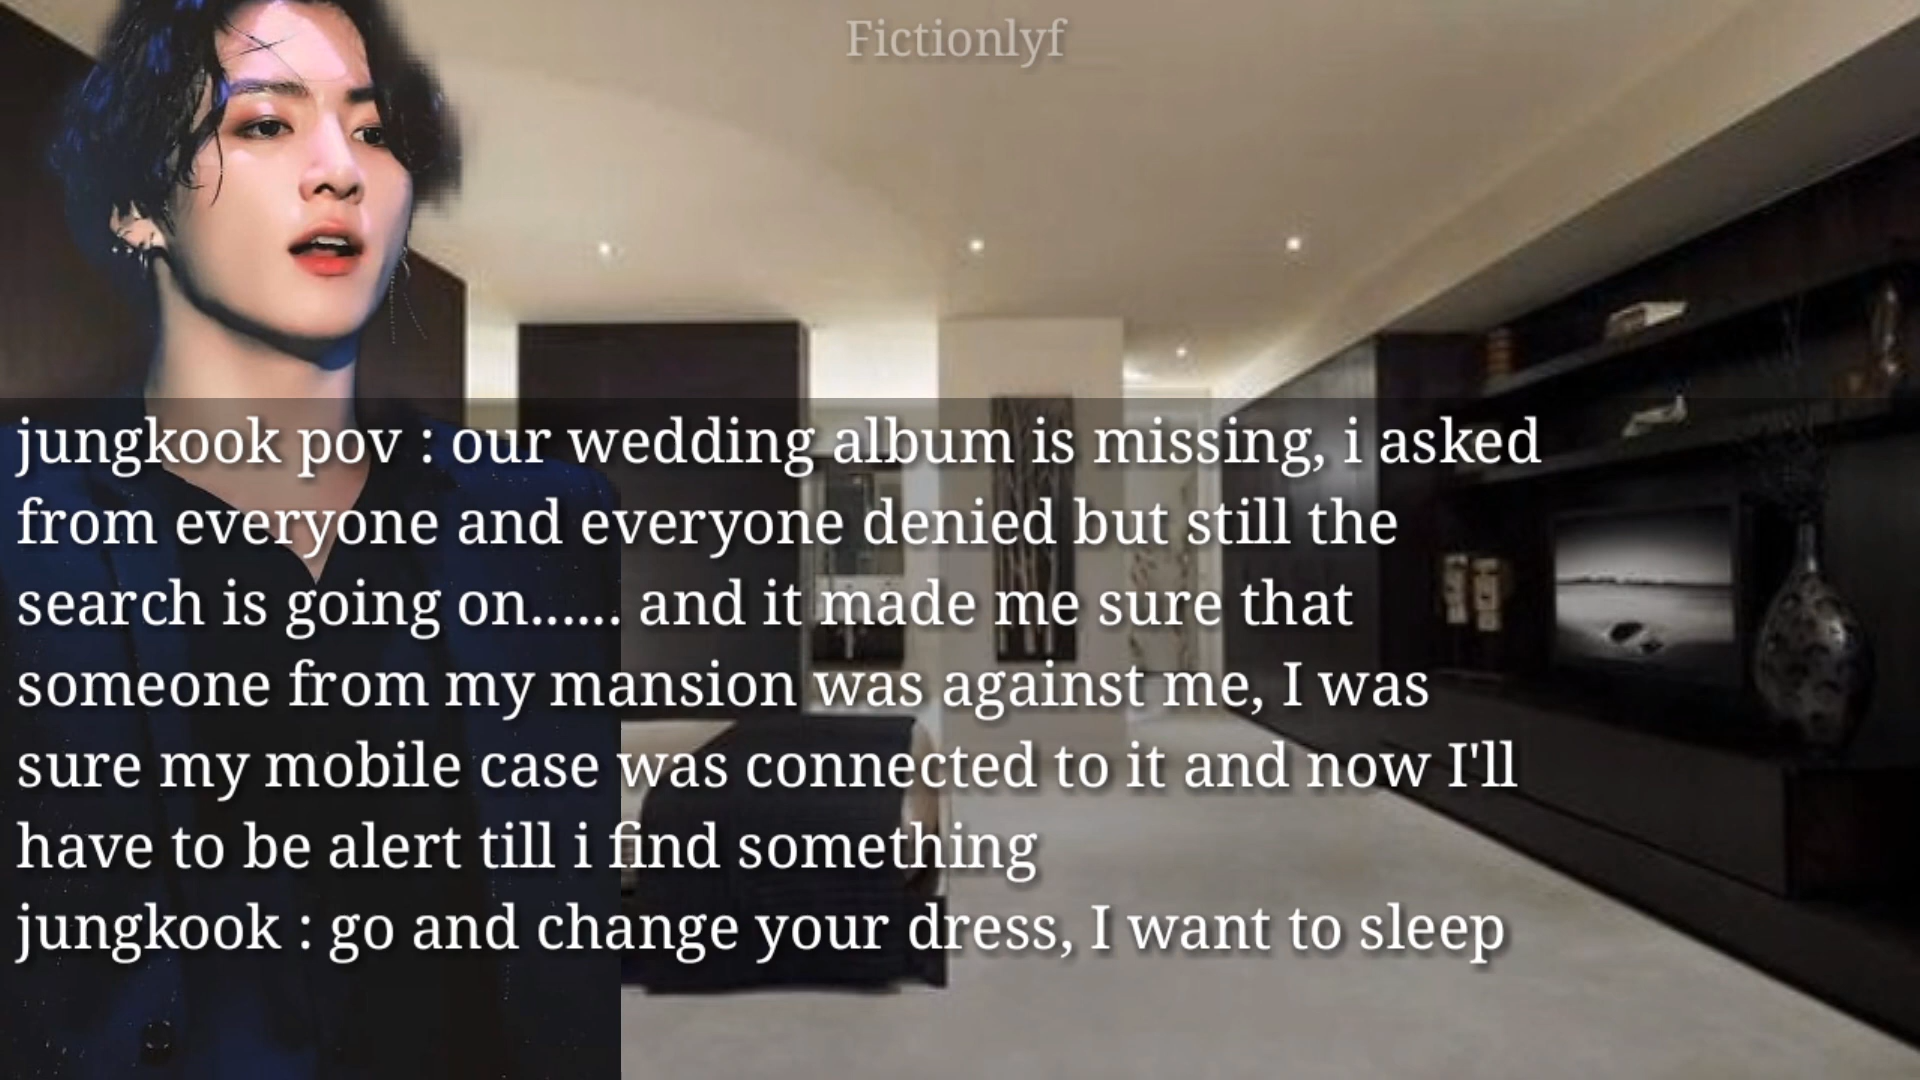 Fictionlyf
jungkook pov : our wedding album is missing, i asked
from everyone and everyone denied but still the
search is going on...... and it made me sure that
someone from my mansion was against me, I was
sure my mobile case was connected to it and now I'll
have to be alert till i find something
jungkook : go and change your dress, I want to sleep